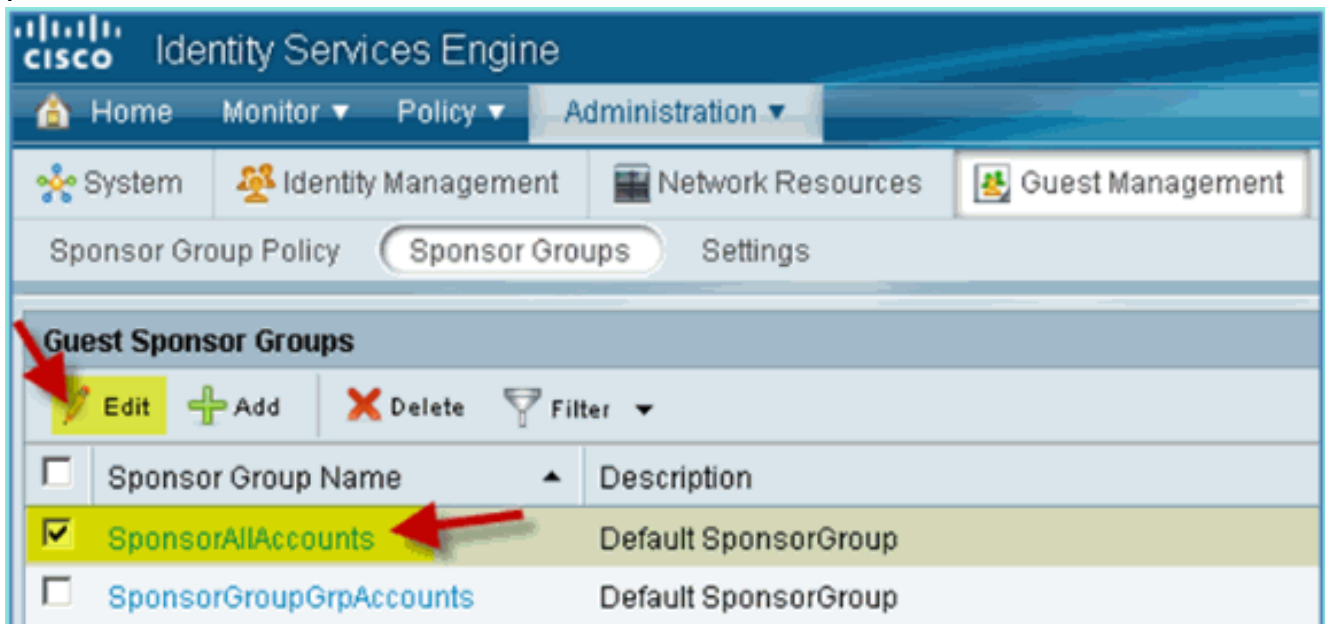 CISCO Identity Services Engine
Home Monitor Policy Administration
System Identity Management Network Resources Guest Management
Sponsor Group Policy Sponsor Groups Settings
Guest Sponsor Groups
Edit Add Delete Filter
Sponsor Group Name Description
SponsorAllAccounts Default SponsorGroup
SponsorGroupGrpAccounts Default SponsorGroup